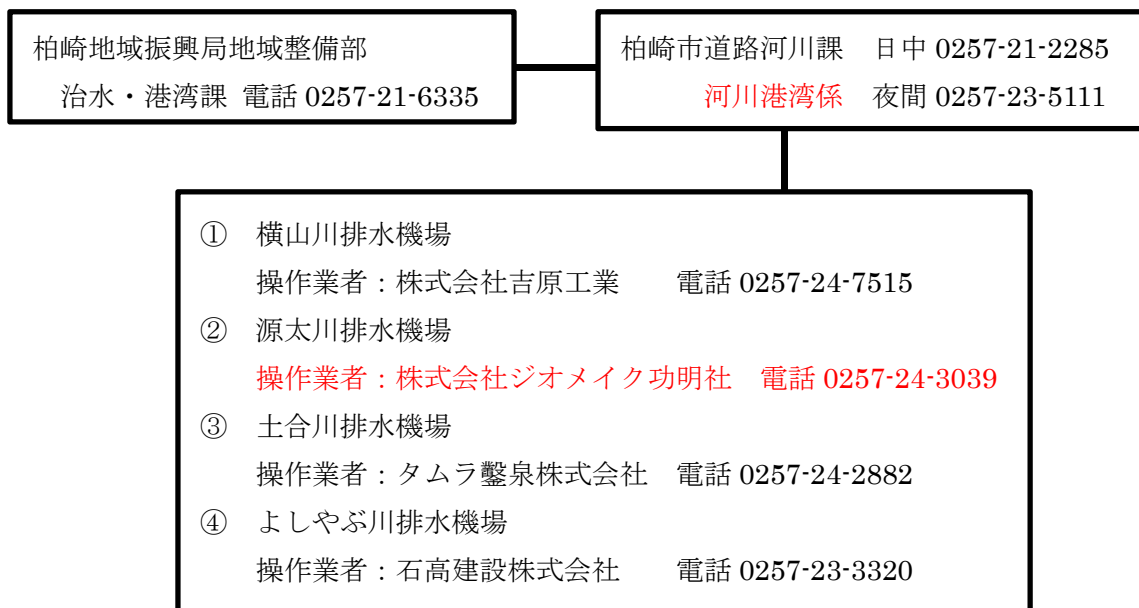 柏崎地域振興局地域整備部
治水・港湾課 電話 0257-21-6335
柏崎市道路河川課 日中 0257-21-2285
河川港湾係 夜間 0257-23-5111
① 横山川排水機場
操作業者：株式会社吉原工業 電話 0257-24-7515
② 源太川排水機場
操作業者：株式会社ジオメイク功明社 電話 0257-24-3039
③ 土合川排水機場
操作業者：タムラ鑿泉株式会社 電話 0257-24-2882
④ よしやぶ川排水機場
操作業者：石高建設株式会社 電話 0257-23-3320